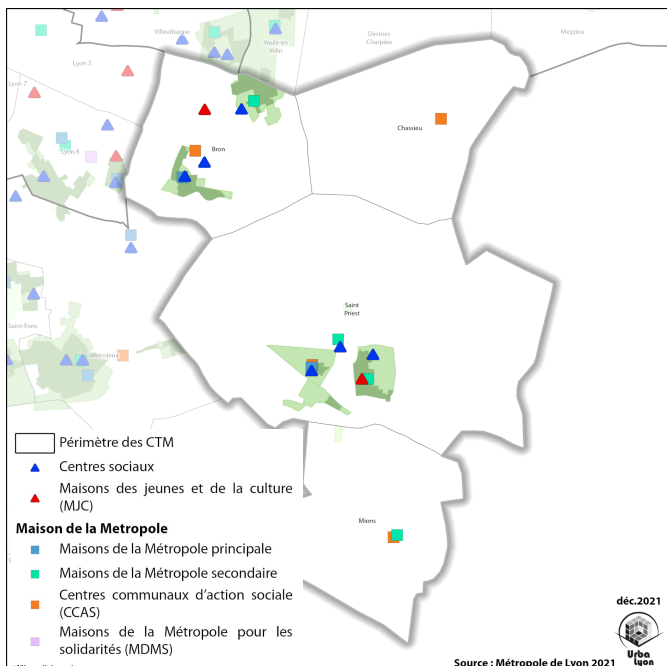 Villeurbanne
Vaulx-en
Velin
Décines
Charpieu
Meyzieu
Lyon 3
Lyon 7
Chassieu
Bron
Lyon 8
Saint
Priest
Saint-Fons
Vénissieux
Périmètre des CTM
Centres sociaux
Maisons des jeunes et de la culture
(MJC)
Maison de la Metropole
Maisons de la Métropole principale
Maisons de la Métropole secondaire
Centres communaux d'action sociale
(CCAS)
Maisons de la Métropole pour les
solidarités (MDMS)
Mions
déc.2021
Urba
Lyon
Source : Métropole de Lyon 2021